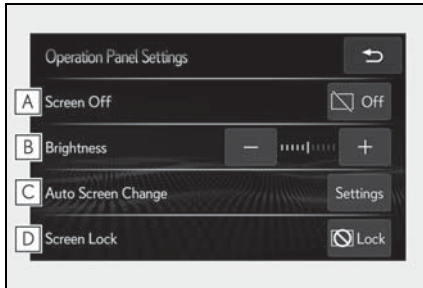 Operation Panel Settings
A Screen Off Off
B Brightness − +
C Auto Screen Change Settings
D Screen Lock Lock